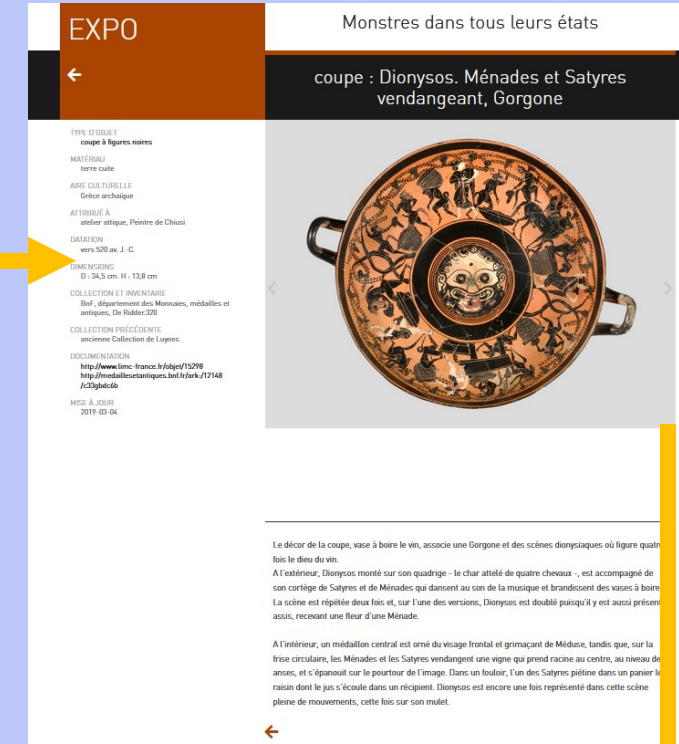 EXPO
Monstres dans tous leurs états
coupe : Dionysos. Ménades et Satyres
vendangeant, Gorgone
TYPE D'OBJET
coupe à figures noires
MATÉRIAU
terre cuite
AIRE CULTURELLE
Grèce archaïque
ATTRIBUÉ À
atelier attique, Peintre de Chiusi
DATATION
vers 520 av. J.-C.
DIMENSIONS
D : 34,5 cm. H : 13,8 cm
COLLECTION ET INVENTAIRE
BnF, département des Monnaies, médailles et
antiques, De Ridder.320
COLLECTION PRÉCÉDENTE
ancienne Collection de Luynes
DOCUMENTATION
http://www.limc-france.fr/objet/15298
http://medaillesetantiques.bnf.fr/ark:/12148
/c33gbdc6b
MISE À JOUR
2019-03-04
Le décor de la coupe, vase à boire le vin, associe une Gorgone et des scènes dionysiaques où figure quatr
fois le dieu du vin.
A l'extérieur, Dionysos monté sur son quadrige - le char attelé de quatre chevaux -, est accompagné de
son cortège de Satyres et de Ménades qui dansent au son de la musique et brandissent des vases à boire
La scène est répétée deux fois et, sur l'une des versions, Dionysos est doublé puisqu'il y est aussi présent
assis, recevant une fleur d'une Ménade.
A l'intérieur, un médaillon central est orné du visage frontal et grimaçant de Méduse, tandis que, sur la
frise circulaire, les Ménades et les Satyres vendangent une vigne qui prend racine au centre, au niveau de
anses, et s'épanouit sur le pourtour de l'image. Dans un fouloir, l'un des Satyres piétine dans un panier le
raisin dont le jus s'écoule dans un récipient. Dionysos est encore une fois représenté dans cette scène
pleine de mouvements, cette fois sur son mulet.